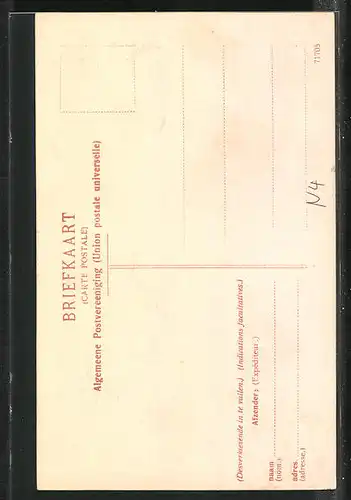 BRIEFKAART
(CARTE POSTALE)
Algemeene Postvereeniging (Union postale universelle)
(Desverkiezende in te vullen.) (Indications facultatives.)
Afzender: (Expéditeur:)
naam
(nom.)
adres
(adresse.)
71705
N4